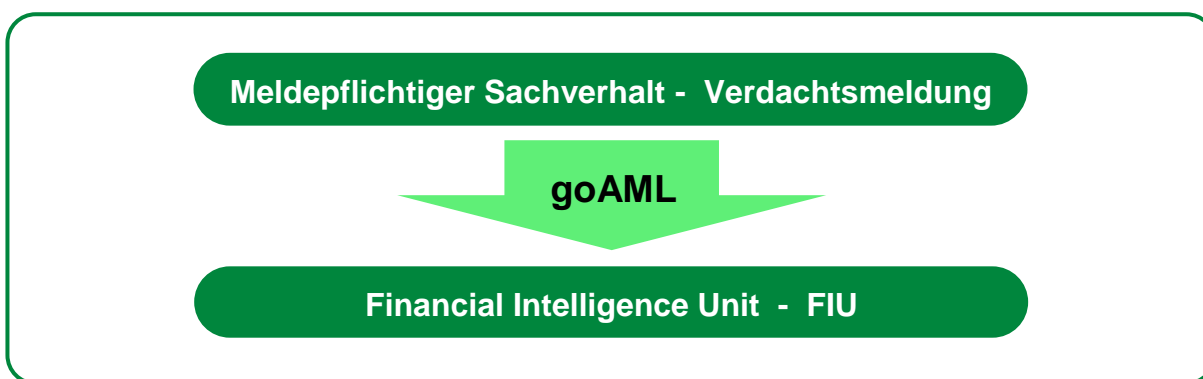 Meldepflichtiger Sachverhalt - Verdachtsmeldung
goAML
Financial Intelligence Unit - FIU